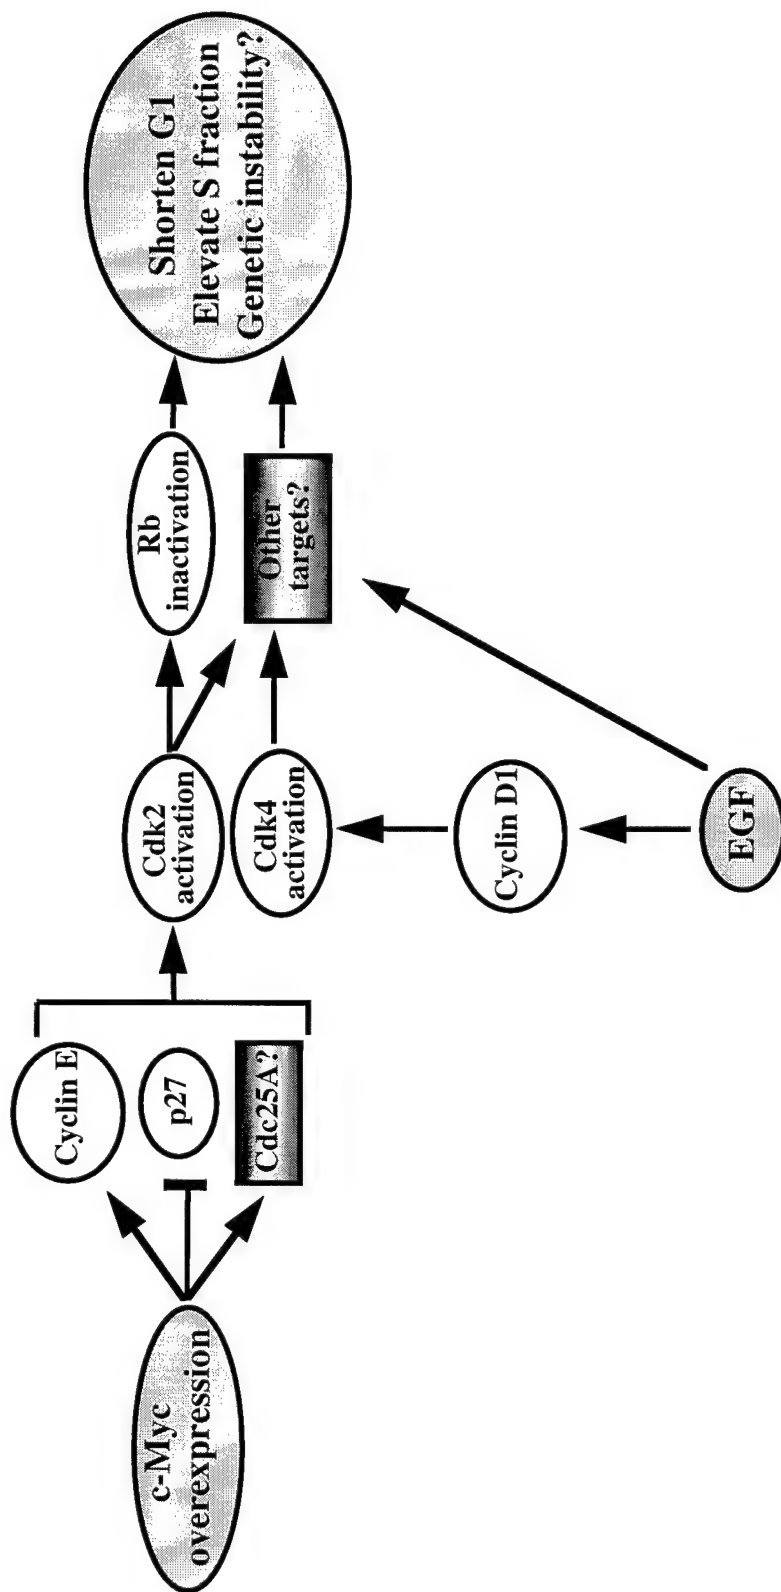 c-Myc
overexpression
Cyclin E
p27
Cdc25A?
Cdk2
activation
Cdk4
activation
Cyclin D1
EGF
Rb
inactivation
Other
targets?
Shorten G1
Elevate S fraction
Genetic instability?